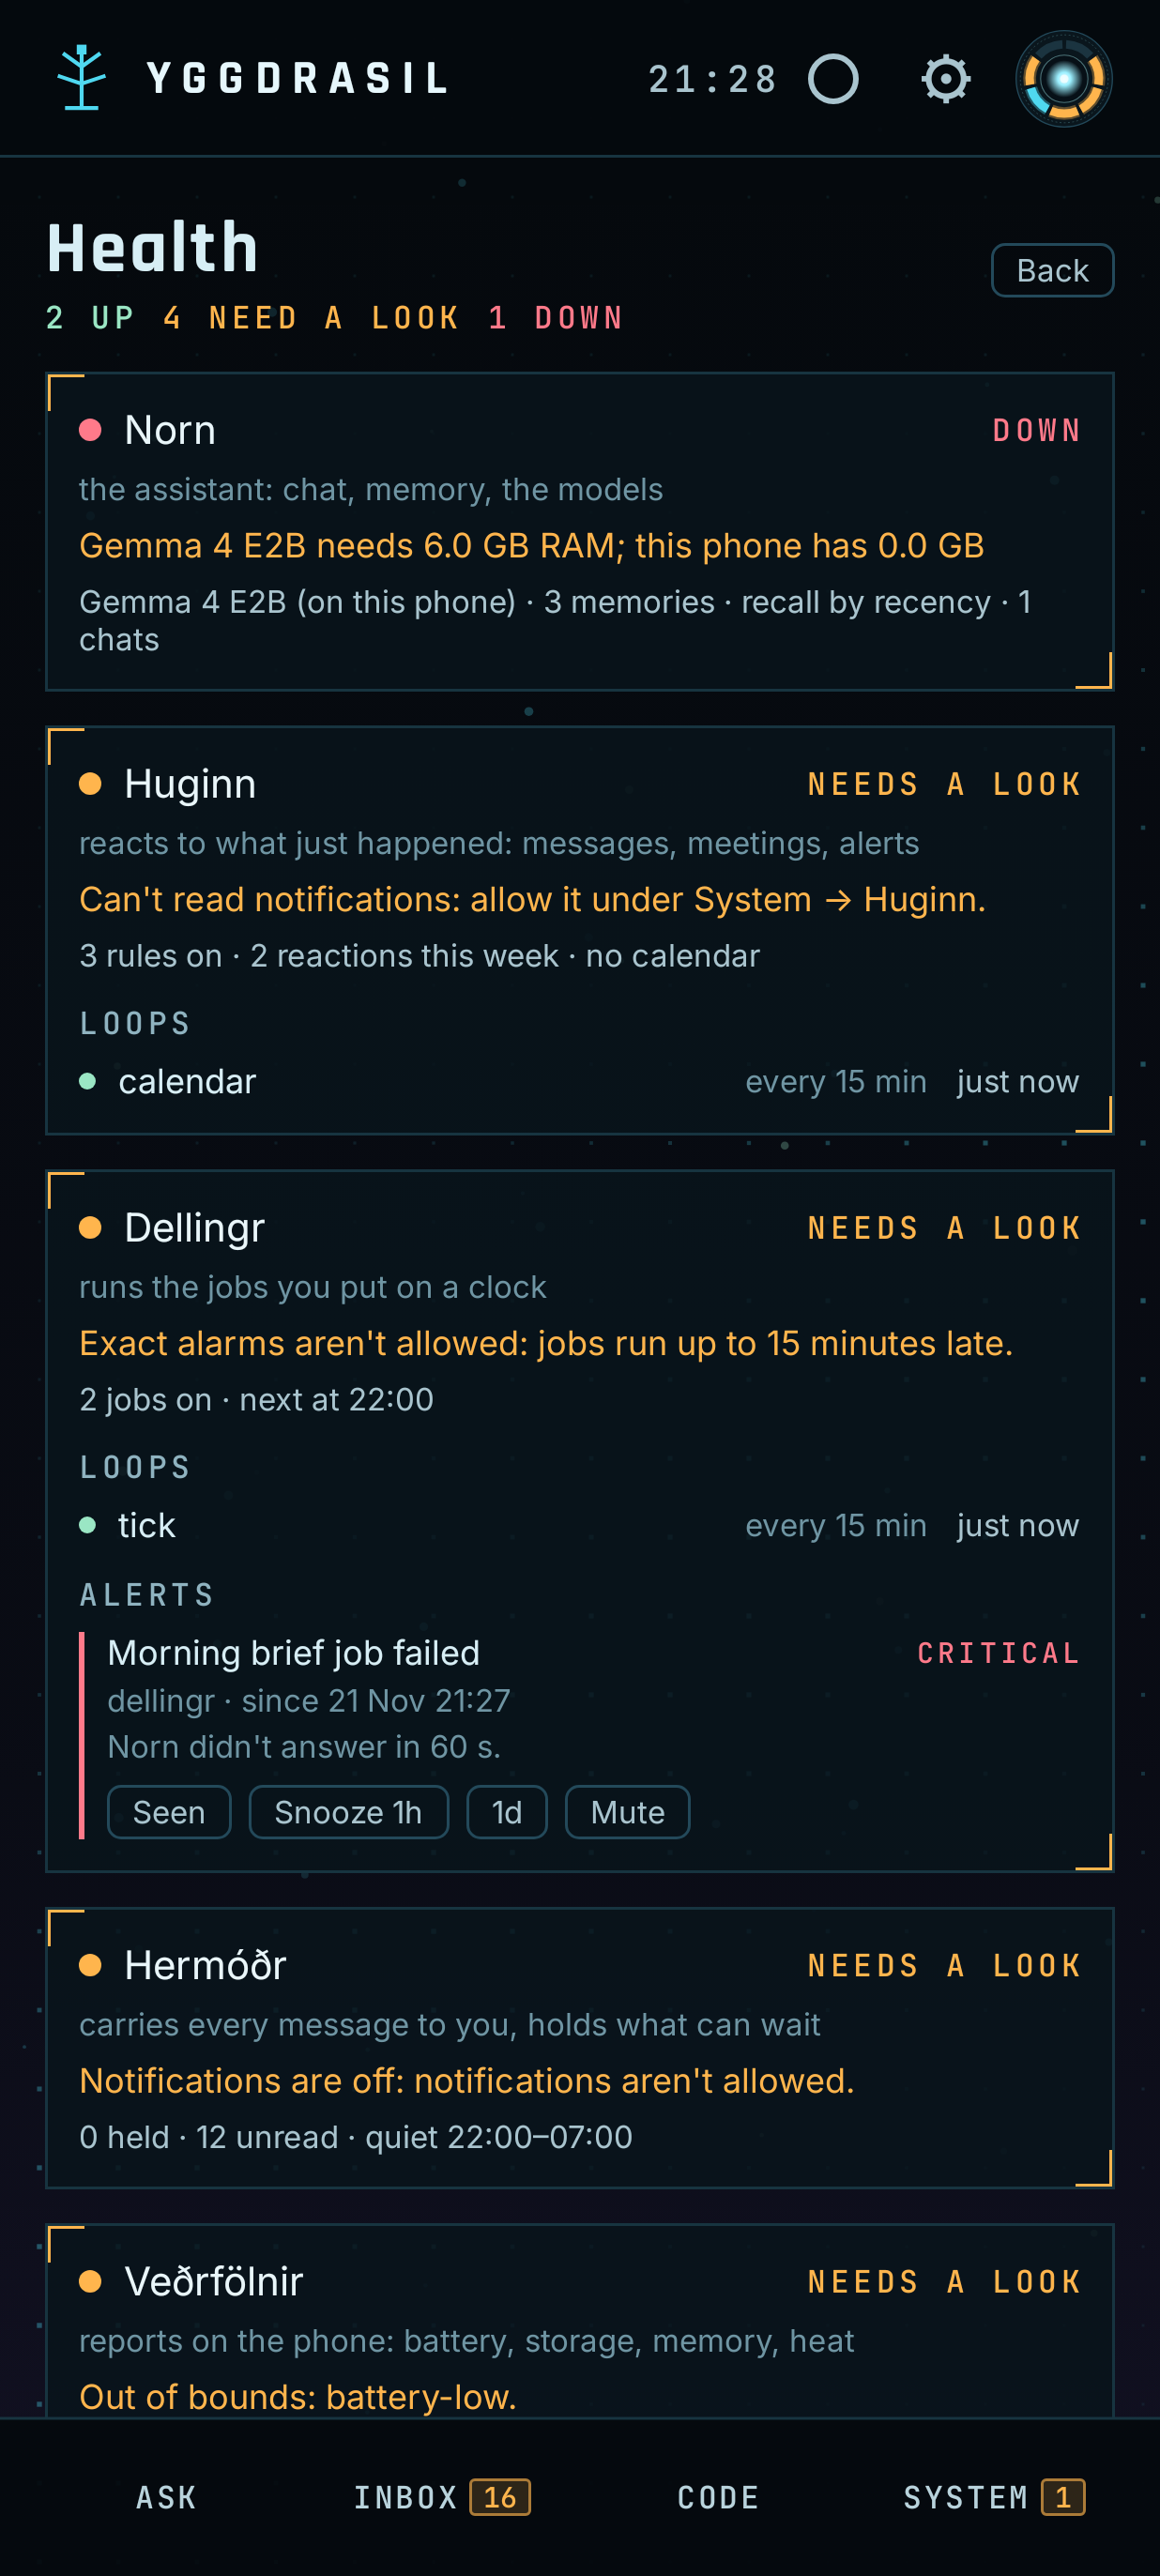 YGGDRASIL
21:28
Health
Back
2 UP 4 NEED A LOOK 1 DOWN
Norn
DOWN
the assistant: chat, memory, the models
Gemma 4 E2B needs 6.0 GB RAM; this phone has 0.0 GB
Gemma 4 E2B (on this phone) · 3 memories · recall by recency · 1
chats
Huginn
NEEDS A LOOK
reacts to what just happened: messages, meetings, alerts
Can't read notifications: allow it under System → Huginn.
3 rules on · 2 reactions this week · no calendar
LOOPS
calendar
every 15 min just now
Dellingr
NEEDS A LOOK
runs the jobs you put on a clock
Exact alarms aren't allowed: jobs run up to 15 minutes late.
2 jobs on · next at 22:00
LOOPS
tick
every 15 min just now
ALERTS
Morning brief job failed
CRITICAL
dellingr · since 21 Nov 21:27
Norn didn't answer in 60 s.
Seen
Snooze 1h
1d
Mute
Hermóðr
NEEDS A LOOK
carries every message to you, holds what can wait
Notifications are off: notifications aren't allowed.
0 held · 12 unread · quiet 22:00–07:00
Veðrfölnir
NEEDS A LOOK
reports on the phone: battery, storage, memory, heat
Out of bounds: battery-low.
ASK
INBOX 16
CODE
SYSTEM 1